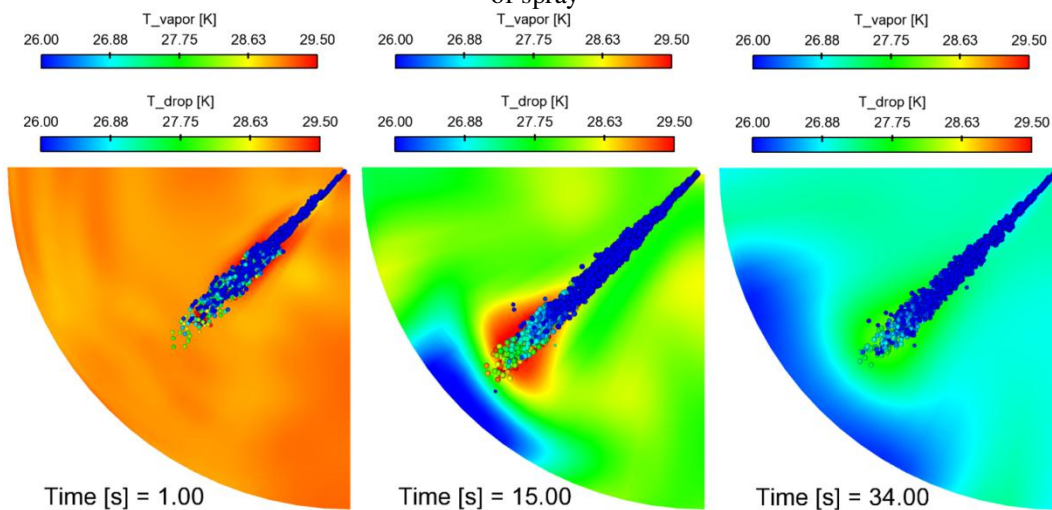 of spray
T_vapor [K] T_vapor [K] T_vapor [K]
26.00 26.88 27.75 28.63 29.50 26.00 26.88 27.75 28.63 29.50 26.00 26.88 27.75 28.63 29.50
T_drop [K] T_drop [K] T_drop [K]
26.00 26.88 27.75 28.63 29.50 26.00 26.88 27.75 28.63 29.50 26.00 26.88 27.75 28.63 29.50
Time [s] = 1.00 Time [s] = 15.00 Time [s] = 34.00